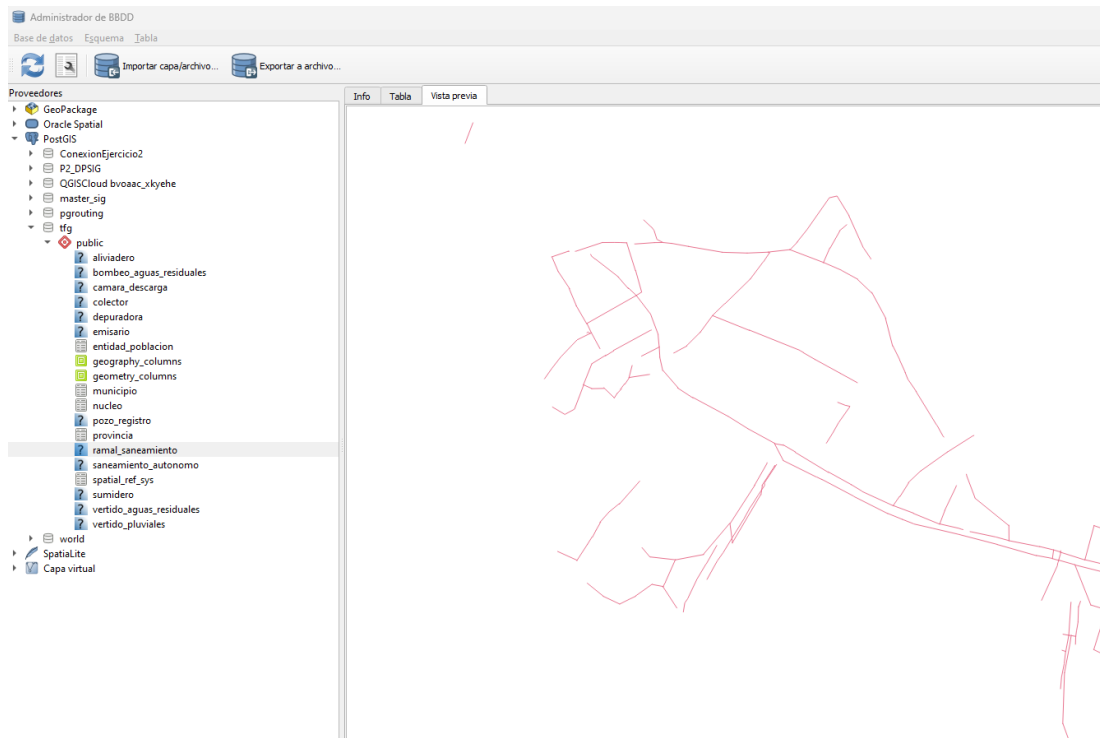 Administrador de BBDD
Base de datos Esquema Tabla
Importar capa/archivo... Exportar a archivo...
Proveedores
Info Tabla Vista previa
GeoPackage
Oracle Spatial
PostGIS
ConexionEjercicio2
P2_DPSIG
QGISCloud bvoaac_xkyehe
master_sig
pgrouting
tfg
public
aliviadero
bombeo_aguas_residuales
camara_descarga
colector
depuradora
emisario
entidad_poblacion
geography_columns
geometry_columns
municipio
nucleo
pozo_registro
provincia
ramal_saneamiento
saneamiento_autonomo
spatial_ref_sys
sumidero
vertido_aguas_residuales
vertido_pluviales
world
SpatiaLite
Capa virtual